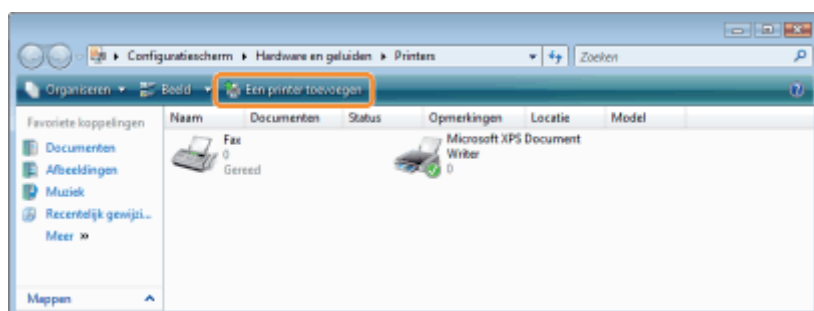 Configuratiescherm ▸ Hardware en geluiden ▸ Printers
Zoeken
Organiseren Beeld Een printer toevoegen
Favoriete koppelingen
Naam Documenten Status Opmerkingen Locatie Model
Documenten
Afbeeldingen
Muziek
Recentelijk gewijzi...
Meer »
Mappen
Fax
0
Gereed
Microsoft XPS Document
Writer
0